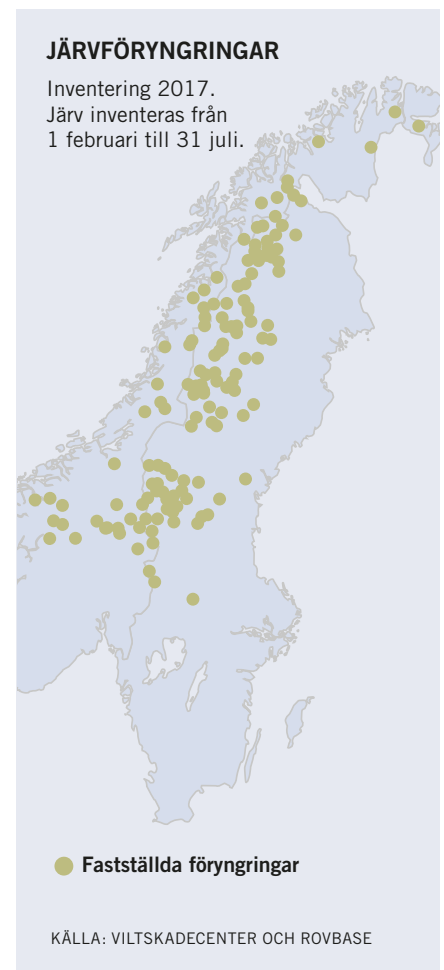 JÄRVFÖRYNGRINGAR
Inventering 2017.
Järv inventeras från
1 februari till 31 juli.
Fastställda föryngringar
KÄLLA: VILTSKADECENTER OCH ROVBASE